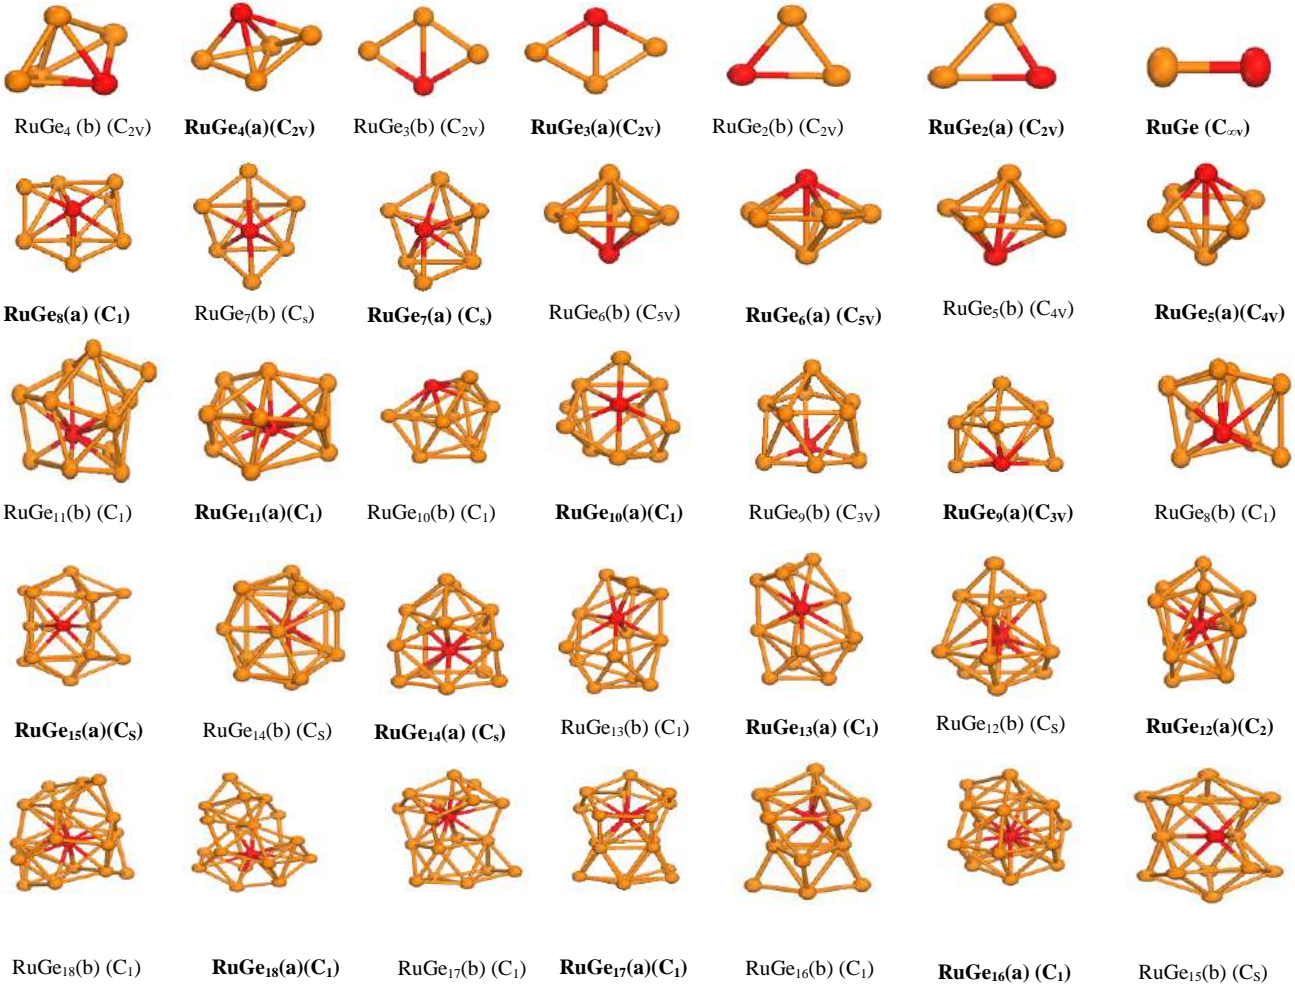 RuGe₄ (b) (C₂ᵥ) RuGe₄(a)(C₂ᵥ) RuGe₃(b) (C₂ᵥ) RuGe₃(a)(C₂ᵥ) RuGe₂(b) (C₂ᵥ) RuGe₂(a) (C₂ᵥ) RuGe (C∞ᵥ)
RuGe₈(a) (C₁) RuGe₇(b) (Cₛ) RuGe₇(a) (Cₛ) RuGe₆(b) (C₅ᵥ) RuGe₆(a) (C₅ᵥ) RuGe₅(b) (C₄ᵥ) RuGe₅(a)(C₄ᵥ)
RuGe₁₁(b) (C₁) RuGe₁₁(a)(C₁) RuGe₁₀(b) (C₁) RuGe₁₀(a)(C₁) RuGe₉(b) (C₃ᵥ) RuGe₉(a)(C₃ᵥ) RuGe₈(b) (C₁)
RuGe₁₅(a)(Cₛ) RuGe₁₄(b) (Cₛ) RuGe₁₄(a) (Cₛ) RuGe₁₃(b) (C₁) RuGe₁₃(a) (C₁) RuGe₁₂(b) (Cₛ) RuGe₁₂(a)(C₂)
RuGe₁₈(b) (C₁) RuGe₁₈(a)(C₁) RuGe₁₇(b) (C₁) RuGe₁₇(a)(C₁) RuGe₁₆(b) (C₁) RuGe₁₆(a) (C₁) RuGe₁₅(b) (Cₛ)